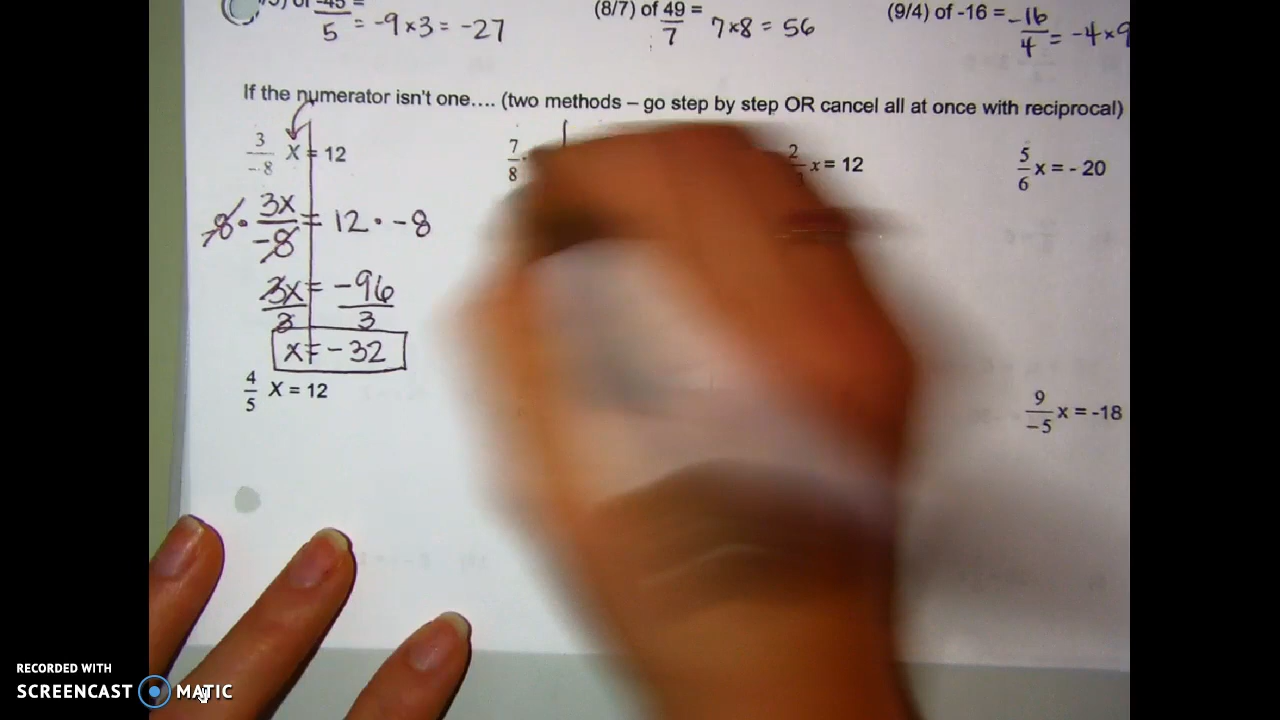 of -45 =
5 = -9 × 3 = -27
(8/7) of 49 =
7 7×8 = 56
(9/4) of -16 = -16
4 = -4 × 9
If the numerator isn't one.... (two methods – go step by step OR cancel all at once with reciprocal)
3/-8 X = 12
7/8
2 x = 12
5/6 x = - 20
-8 · 3x/-8 = 12 · -8
3x/3 = -96/3
x = -32
4/5 X = 12
9/-5 x = -18
RECORDED WITH
SCREENCAST MATIC